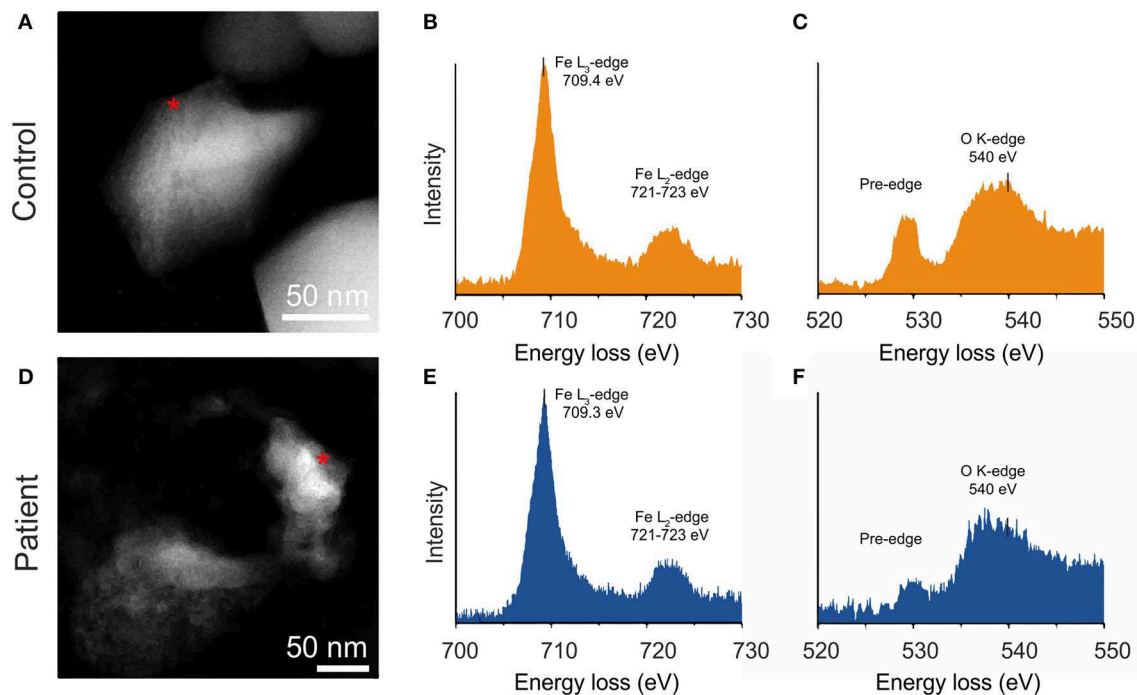 A
Control
*
50 nm
B
Fe L₃-edge
709.4 eV
Fe L₂-edge
721-723 eV
Intensity
700 710 720 730
Energy loss (eV)
C
O K-edge
540 eV
Pre-edge
520 530 540 550
Energy loss (eV)
D
Patient
*
50 nm
E
Fe L₃-edge
709.3 eV
Fe L₂-edge
721-723 eV
Intensity
700 710 720 730
Energy loss (eV)
F
O K-edge
540 eV
Pre-edge
520 530 540 550
Energy loss (eV)